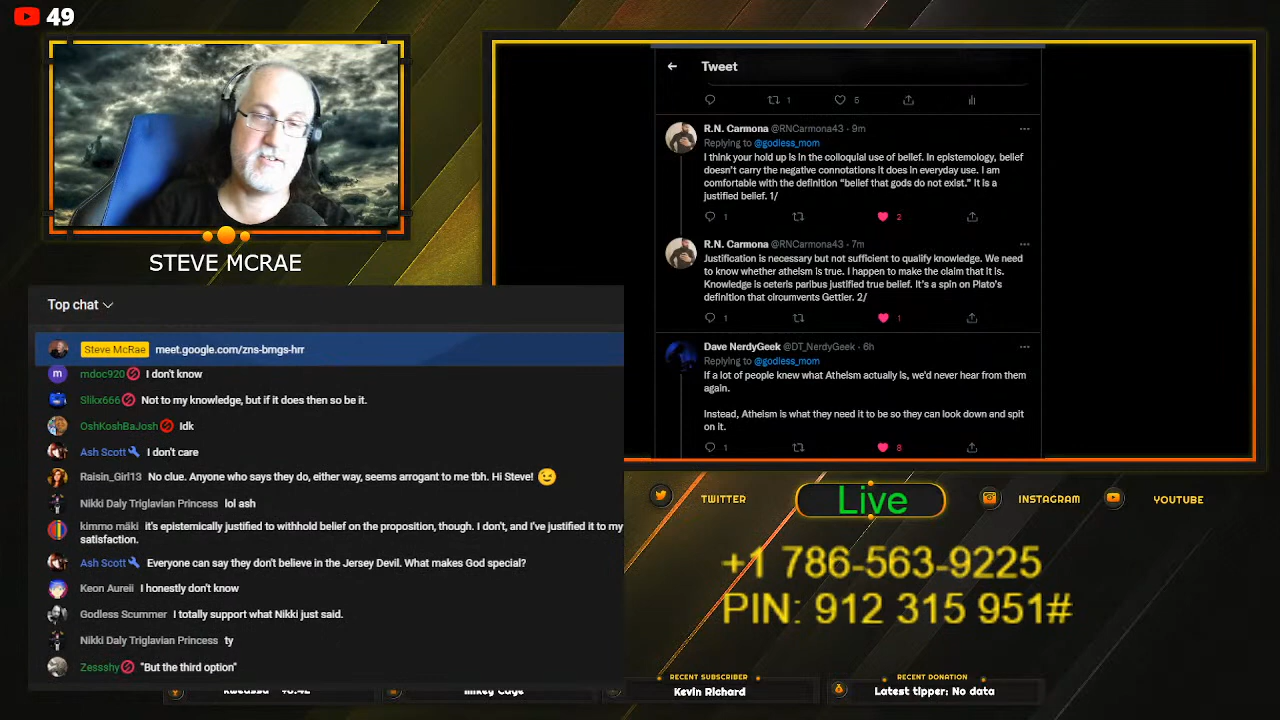 49
STEVE MCRAE
Top chat
Steve McRae meet.google.com/zns-bmgs-hrr
mdoc920 I don't know
Slikx666 Not to my knowledge, but if it does then so be it.
OshKoshBaJosh Idk
Ash Scott I don't care
Raisin_Girl13 No clue. Anyone who says they do, either way, seems arrogant to me tbh. Hi Steve! 😉
Nikki Daly Triglavian Princess lol ash
kimmo mäki it's epistemically justified to withhold belief on the proposition, though. I don't, and I've justified it to my
satisfaction.
Ash Scott Everyone can say they don't believe in the Jersey Devil. What makes God special?
Keon Aureii I honestly don't know
Godless Scummer I totally support what Nikki just said.
Nikki Daly Triglavian Princess ty
Zessshy "But the third option"
Tweet
1 5
R.N. Carmona @RNCarmona43 · 9m
Replying to @godless_mom
I think your hold up is in the colloquial use of belief. In epistemology, belief
doesn't carry the negative connotations it does in everyday use. I am
comfortable with the definition "belief that gods do not exist." It is a
justified belief. 1/
1 2
R.N. Carmona @RNCarmona43 · 7m
Justification is necessary but not sufficient to qualify knowledge. We need
to know whether atheism is true. I happen to make the claim that it is.
Knowledge is ceteris paribus justified true belief. It's a spin on Plato's
definition that circumvents Gettier. 2/
1 1
Dave NerdyGeek @DT_NerdyGeek · 6h
Replying to @godless_mom
If a lot of people knew what Atheism actually is, we'd never hear from them
again.
Instead, Atheism is what they need it to be so they can look down and spit
on it.
1 8
TWITTER
Live
INSTAGRAM
YOUTUBE
+1 786-563-9225
PIN: 912 315 951#
RECENT SUBSCRIBER
Kevin Richard
RECENT DONATION
Latest tipper: No data